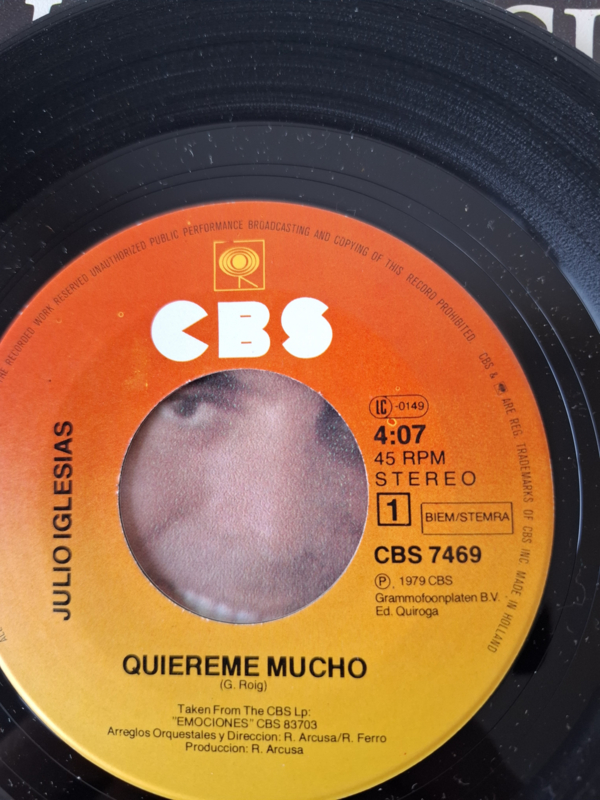 THE RECORDED WORK RESERVED UNAUTHORIZED PUBLIC PERFORMANCE BROADCASTING AND COPYING OF THIS RECORD PROHIBITED. CBS & ARE REG. TRADEMARKS OF CBS INC. MADE IN HOLLAND
CBS
LC -0149
4:07
45 RPM
STEREO
1 BIEM/STEMRA
CBS 7469
℗, 1979 CBS
Grammofoonplaten B.V.
Ed. Quiroga
JULIO IGLESIAS
QUIEREME MUCHO
(G. Roig)
Taken From The CBS Lp:
"EMOCIONES" CBS 83703
Arreglos Orquestales y Direccion: R. Arcusa/R. Ferro
Produccion: R. Arcusa